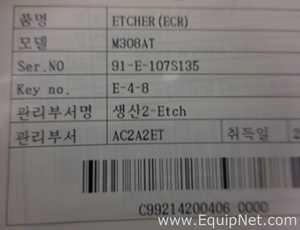 품명 ETCHER(ECR)
모델 M308AT
Ser.NO 91-E-107S135
Key no. E-4-8
관리부서명 생산2-Etch
관리부서 AC2A2ET 취득일 2
C99214200406 0000
www.EquipNet.com